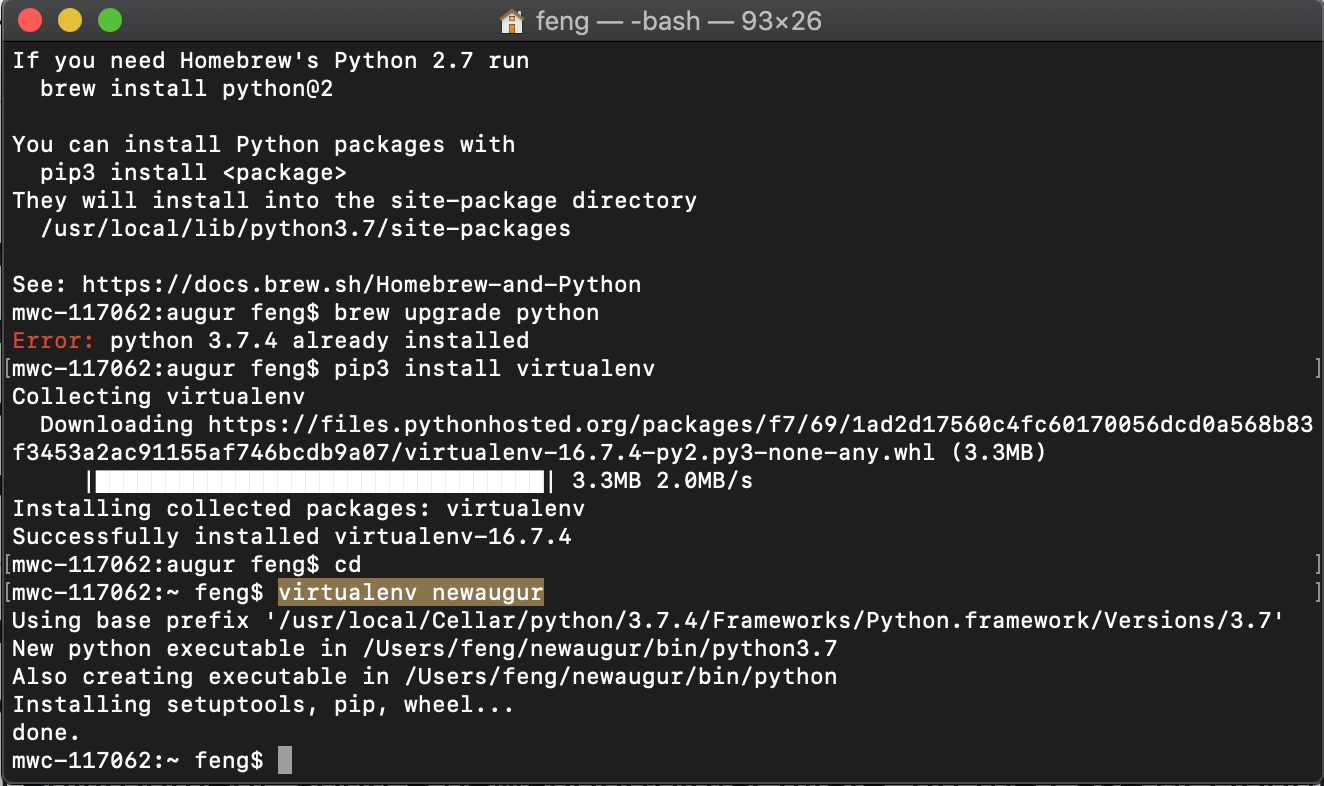 feng — -bash — 93×26
If you need Homebrew's Python 2.7 run
  brew install python@2
You can install Python packages with
  pip3 install <package>
They will install into the site-package directory
  /usr/local/lib/python3.7/site-packages
See: https://docs.brew.sh/Homebrew-and-Python
mwc-117062:augur feng$ brew upgrade python
Error: python 3.7.4 already installed
[mwc-117062:augur feng$ pip3 install virtualenv ]
Collecting virtualenv
  Downloading https://files.pythonhosted.org/packages/f7/69/1ad2d17560c4fc60170056dcd0a568b83
f3453a2ac91155af746bcdb9a07/virtualenv-16.7.4-py2.py3-none-any.whl (3.3MB)
| | 3.3MB 2.0MB/s
Installing collected packages: virtualenv
Successfully installed virtualenv-16.7.4
[mwc-117062:augur feng$ cd ]
[mwc-117062:~ feng$ virtualenv newaugur ]
Using base prefix '/usr/local/Cellar/python/3.7.4/Frameworks/Python.framework/Versions/3.7'
New python executable in /Users/feng/newaugur/bin/python3.7
Also creating executable in /Users/feng/newaugur/bin/python
Installing setuptools, pip, wheel...
done.
mwc-117062:~ feng$